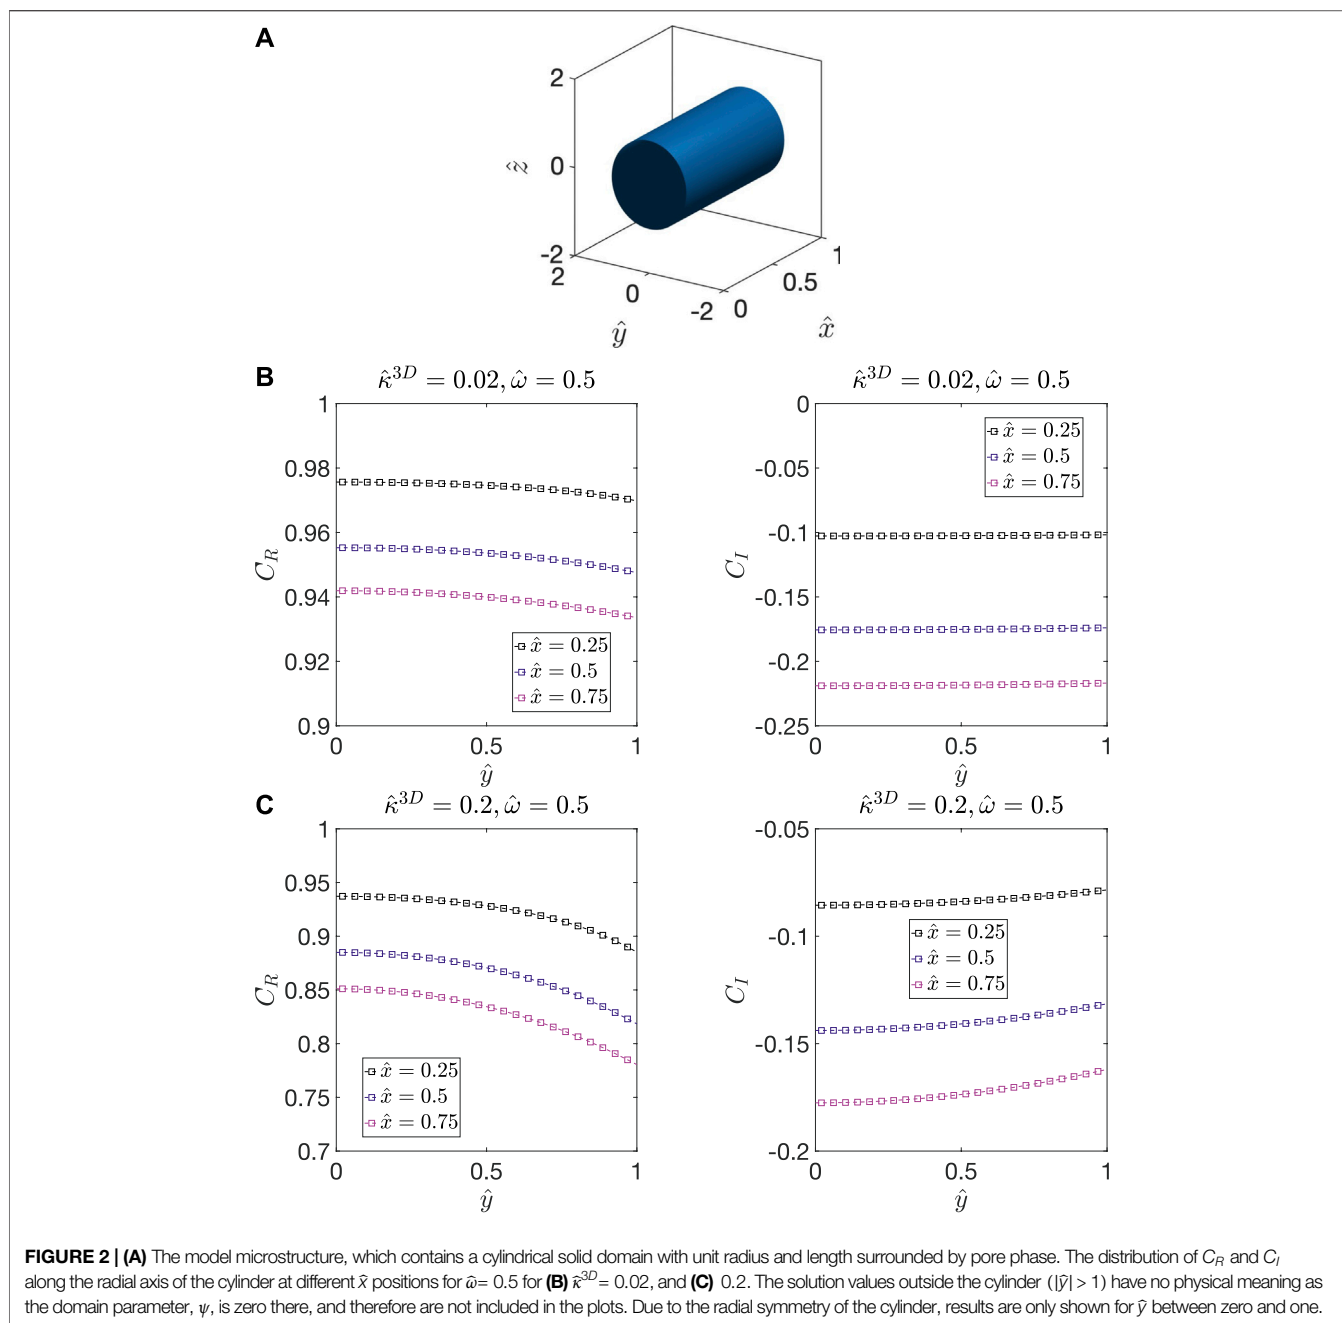 A
2
0
-2
ẑ
2
0
-2
ŷ
0
0.5
1
x̂
B
κ̂^3D = 0.02, ω̂ = 0.5
1
0.98
0.96
0.94
0.92
0.9
C_R
x̂ = 0.25
x̂ = 0.5
x̂ = 0.75
0 0.5 1
ŷ
κ̂^3D = 0.02, ω̂ = 0.5
0
-0.05
-0.1
-0.15
-0.2
-0.25
C_I
x̂ = 0.25
x̂ = 0.5
x̂ = 0.75
0 0.5 1
ŷ
C
κ̂^3D = 0.2, ω̂ = 0.5
1
0.95
0.9
0.85
0.8
0.75
0.7
C_R
x̂ = 0.25
x̂ = 0.5
x̂ = 0.75
0 0.5 1
ŷ
κ̂^3D = 0.2, ω̂ = 0.5
-0.05
-0.1
-0.15
-0.2
C_I
x̂ = 0.25
x̂ = 0.5
x̂ = 0.75
0 0.5 1
ŷ
FIGURE 2 | (A) The model microstructure, which contains a cylindrical solid domain with unit radius and length surrounded by pore phase. The distribution of C_R and C_I
along the radial axis of the cylinder at different x̂ positions for ω̂ = 0.5 for (B) κ̂^3D = 0.02, and (C) 0.2. The solution values outside the cylinder (|ŷ| > 1) have no physical meaning as
the domain parameter, ψ, is zero there, and therefore are not included in the plots. Due to the radial symmetry of the cylinder, results are only shown for ŷ between zero and one.